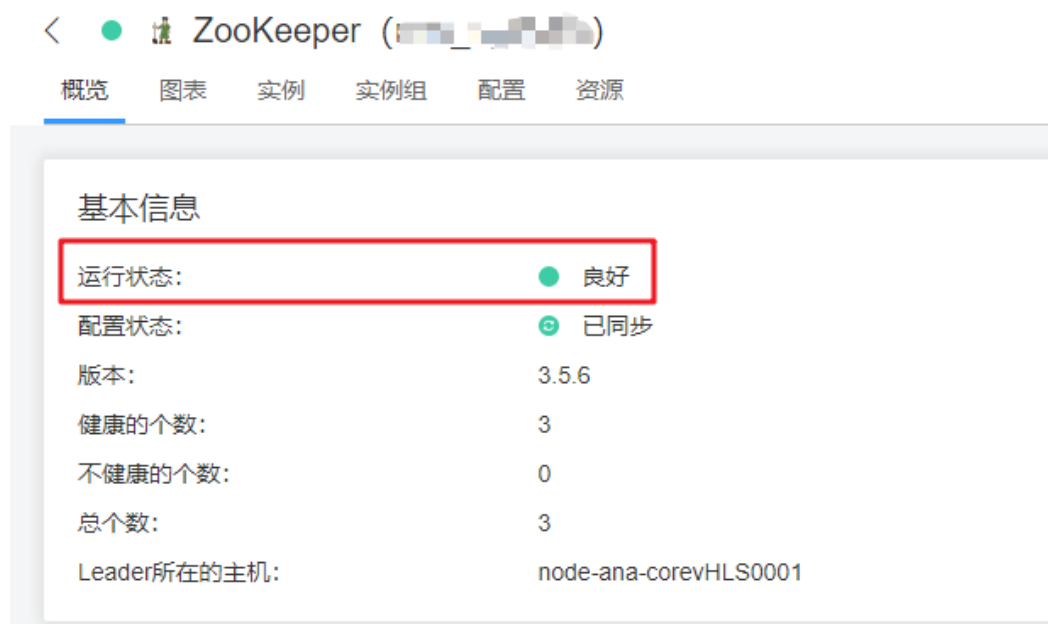 ZooKeeper ( _ )
概览 图表 实例 实例组 配置 资源
基本信息
运行状态： 良好
配置状态： 已同步
版本： 3.5.6
健康的个数： 3
不健康的个数： 0
总个数： 3
Leader所在的主机： node-ana-corevHLS0001